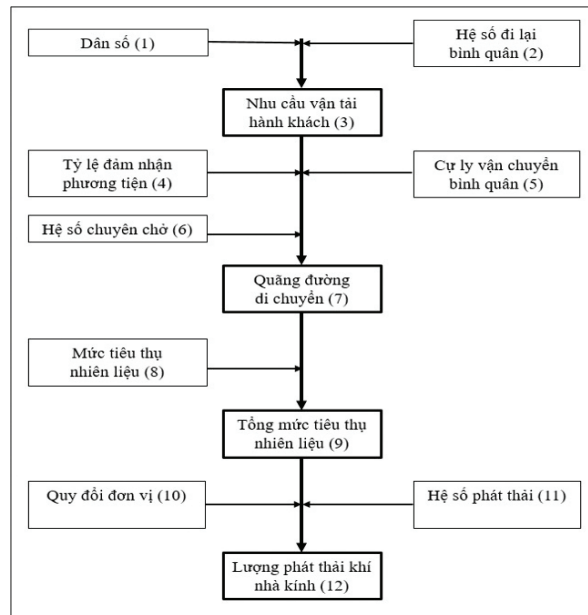 Dân số (1)
Hệ số đi lại
bình quân (2)
Nhu cầu vận tải
hành khách (3)
Tỷ lệ đảm nhận
phương tiện (4)
Cự ly vận chuyển
bình quân (5)
Hệ số chuyên chở (6)
Quãng đường
di chuyển (7)
Mức tiêu thụ
nhiên liệu (8)
Tổng mức tiêu thụ
nhiên liệu (9)
Quy đổi đơn vị (10)
Hệ số phát thải (11)
Lượng phát thải khí
nhà kính (12)